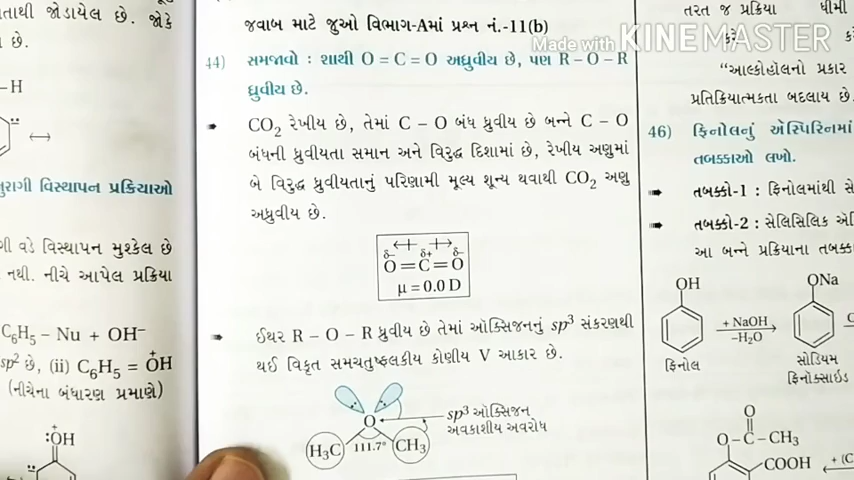 તાથી જોડાયેલ છે. જોકે
છે.
–H
ુરાગી વિસ્થાપન પ્રક્રિયાઓ
ગી વડે વિસ્થાપન મુશ્કેલ છે
નથી. નીચે આપેલ પ્રક્રિયા
C₆H₅ – Nu + OH⁻
sp² છે, (ii) C₆H₅ = O⁺H
(નીચેના બંધારણ પ્રમાણે)
:O⁺H
જવાબ માટે જુઓ વિભાગ-Aમાં પ્રશ્ન નં.-11(b)
44) સમજાવો : શાથી O = C = O અધ્રુવીય છે, પણ R – O – R
ધ્રુવીય છે.
CO₂ રેખીય છે, તેમાં C – O બંધ ધ્રુવીય છે બન્ને C – O
બંધની ધ્રુવીયતા સમાન અને વિરુદ્ધ દિશામાં છે, રેખીય અણુમાં
બે વિરુદ્ધ ધ્રુવીયતાનું પરિણામી મૂલ્ય શૂન્ય થવાથી CO₂ અણુ
અધ્રુવીય છે.
δ– δ+ δ–
O = C = O
μ = 0.0 D
ઈથર R – O – R ધ્રુવીય છે તેમાં ઑક્સિજનનું sp³ સંકરણથી
થઈ વિકૃત સમચતુષ્ફલકીય કોણીય V આકાર છે.
O
sp³ ઑક્સિજન
અવકાશીય અવરોધ
H₃C 111.7° CH₃
તરત જ પ્રક્રિયા ધીમી
કરે
Made with KINEMASTER
“આલ્કોહૉલનો પ્રકાર
પ્રતિક્રિયાત્મકતા બદલાય છે.
46) ફિનોલનું ઍસ્પિરિનમાં
તબક્કાઓ લખો.
તબક્કો-1 : ફિનોલમાંથી સે
તબક્કો-2 : સેલિસિલિક ઍ
આ બન્ને પ્રક્રિયાના તબક્ક
OH ONa
+ NaOH
–H₂O
ફિનોલ
સોડિયમ
ફિનૉક્સાઇડ
O
O – C – CH₃
COOH
+ (C